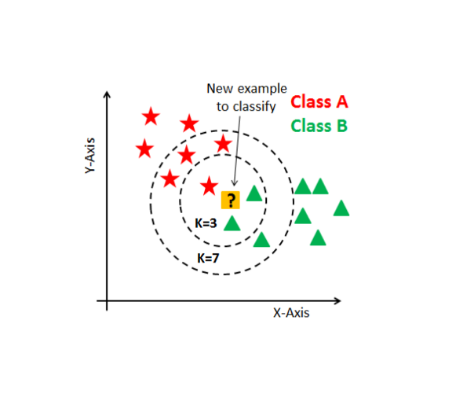 New example
to classify
Class A
Class B
Y-Axis
?
K=3
K=7
X-Axis